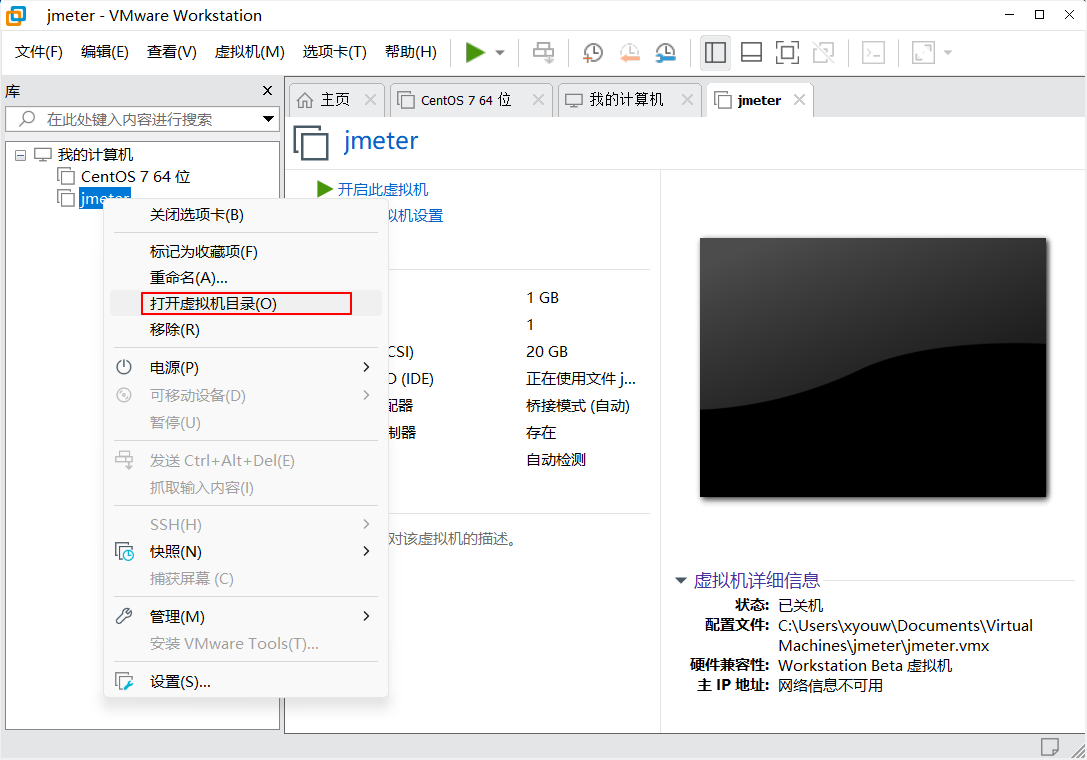 jmeter - VMware Workstation
文件(F) 编辑(E) 查看(V) 虚拟机(M) 选项卡(T) 帮助(H)
库
在此处键入内容进行搜索
我的计算机
CentOS 7 64 位
jmeter
主页 CentOS 7 64 位 我的计算机 jmeter
jmeter
开启此虚拟机
拟机设置
关闭选项卡(B)
标记为收藏项(F)
重命名(A)...
打开虚拟机目录(O)
移除(R)
电源(P)
可移动设备(D)
暂停(U)
发送 Ctrl+Alt+Del(E)
抓取输入内容(I)
SSH(H)
快照(N)
捕获屏幕 (C)
管理(M)
安装 VMware Tools(T)...
设置(S)...
1 GB
1
CSI) 20 GB
D (IDE) 正在使用文件 j...
配器 桥接模式 (自动)
制器 存在
自动检测
对该虚拟机的描述。
虚拟机详细信息
状态: 已关机
配置文件: C:\Users\xyouw\Documents\Virtual
Machines\jmeter\jmeter.vmx
硬件兼容性: Workstation Beta 虚拟机
主 IP 地址: 网络信息不可用